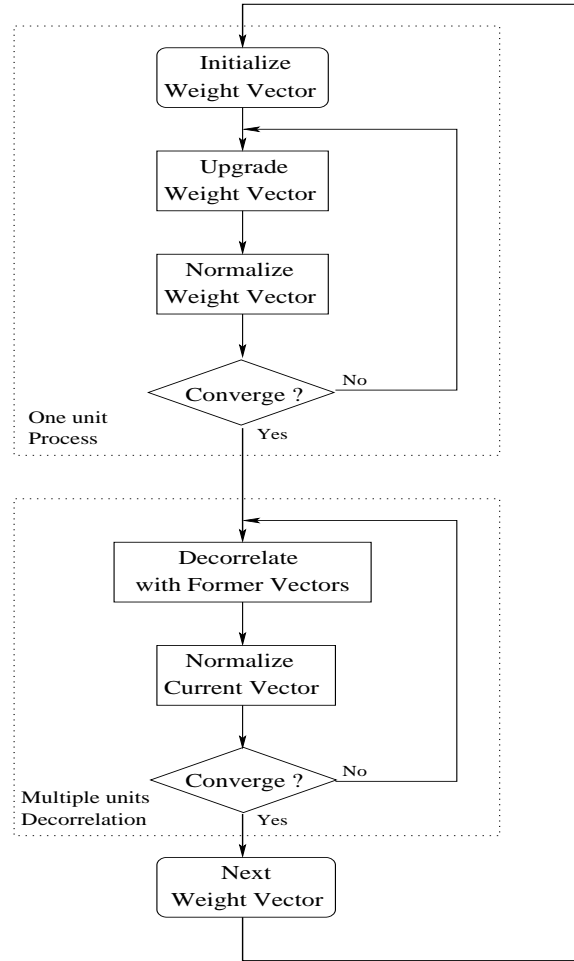 Initialize
Weight Vector
Upgrade
Weight Vector
Normalize
Weight Vector
Converge ?
No
One unit
Process
Yes
Decorrelate
with Former Vectors
Normalize
Current Vector
Converge ?
No
Multiple units
Decorrelation
Yes
Next
Weight Vector